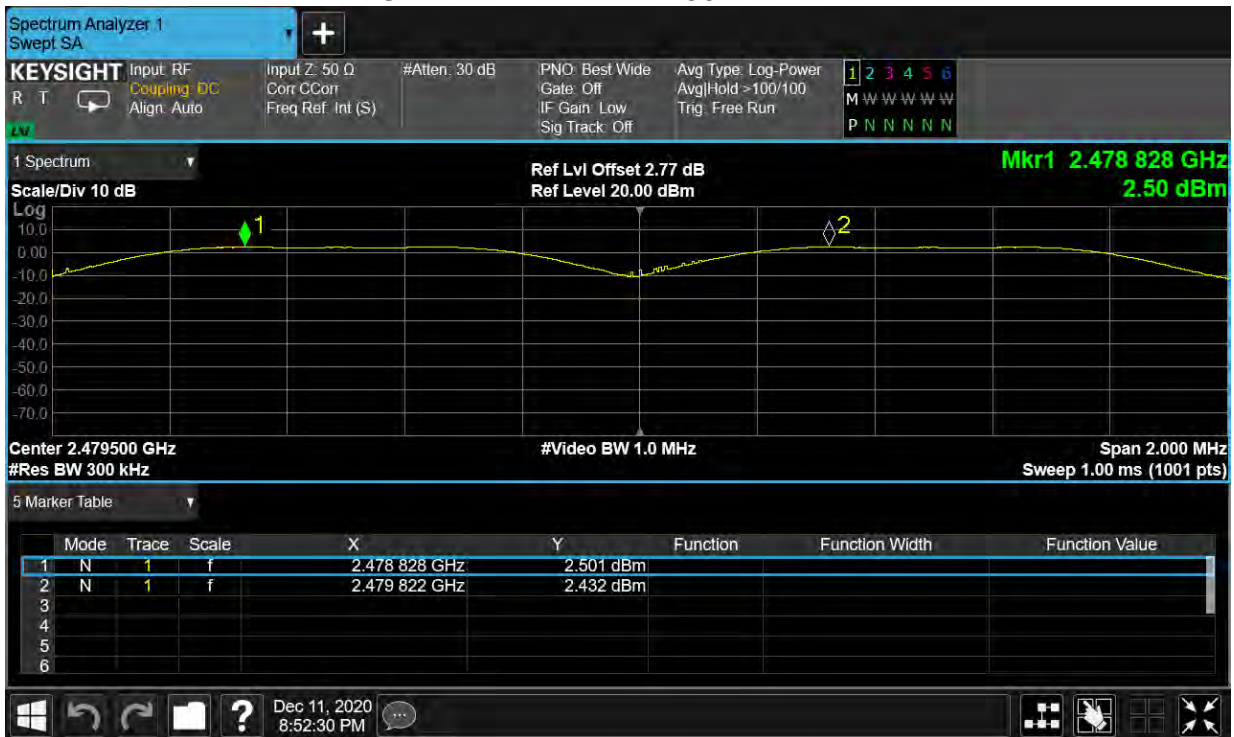 Spectrum Analyzer 1
Swept SA
+
KEYSIGHT Input: RF Input Z: 50 Ω #Atten: 30 dB PNO: Best Wide Avg Type: Log-Power 1 2 3 4 5 6
R T Coupling: DC Corr CCorr Gate: Off Avg|Hold >100/100 M W W W W W
Align: Auto Freq Ref: Int (S) IF Gain: Low Trig: Free Run
LXI Sig Track: Off P N N N N N N
1 Spectrum Ref Lvl Offset 2.77 dB Mkr1 2.478 828 GHz
Scale/Div 10 dB Ref Level 20.00 dBm 2.50 dBm
Log
10.0
0.00
-10.0
-20.0
-30.0
-40.0
-50.0
-60.0
-70.0
1
2
Center 2.479500 GHz #Video BW 1.0 MHz Span 2.000 MHz
#Res BW 300 kHz Sweep 1.00 ms (1001 pts)
5 Marker Table
Mode Trace Scale X Y Function Function Width Function Value
1 N 1 f 2.478 828 GHz 2.501 dBm
2 N 1 f 2.479 822 GHz 2.432 dBm
3
4
5
6
? Dec 11, 2020
8:52:30 PM